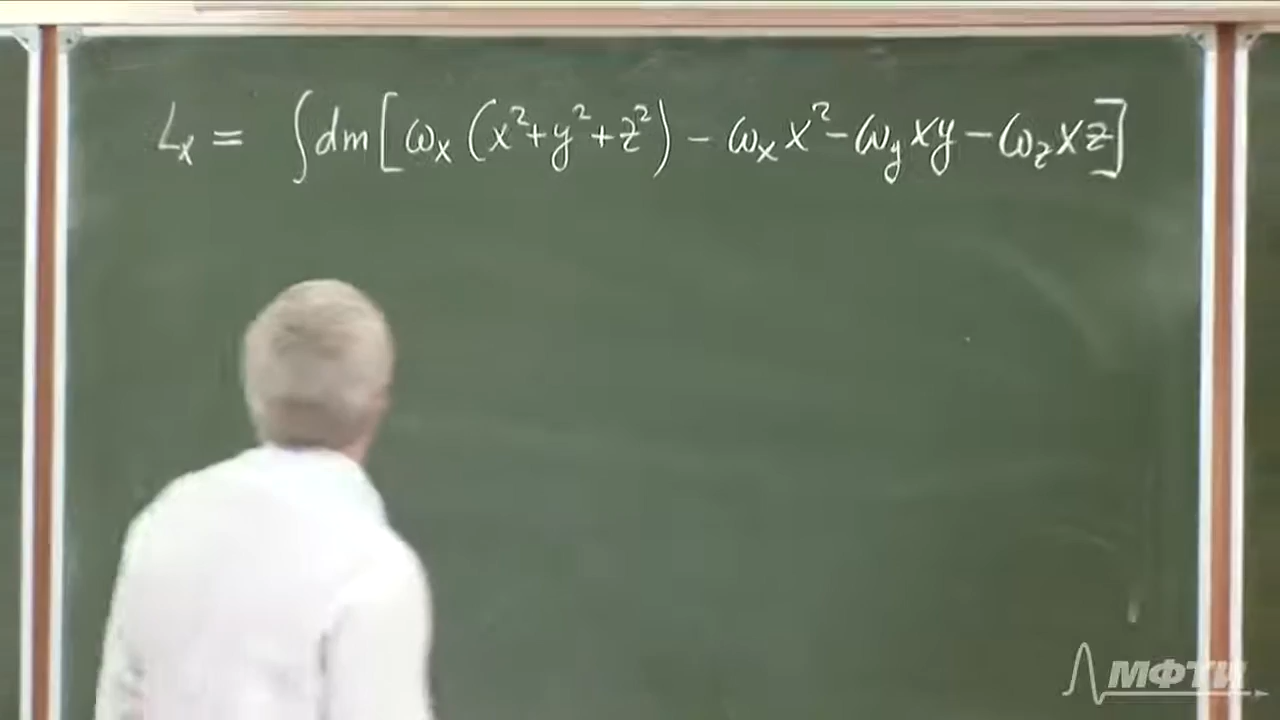 Lx = ∫dm[ωx(x²+y²+z²) − ωx x² − ωy xy − ωz xz]
МФТИ